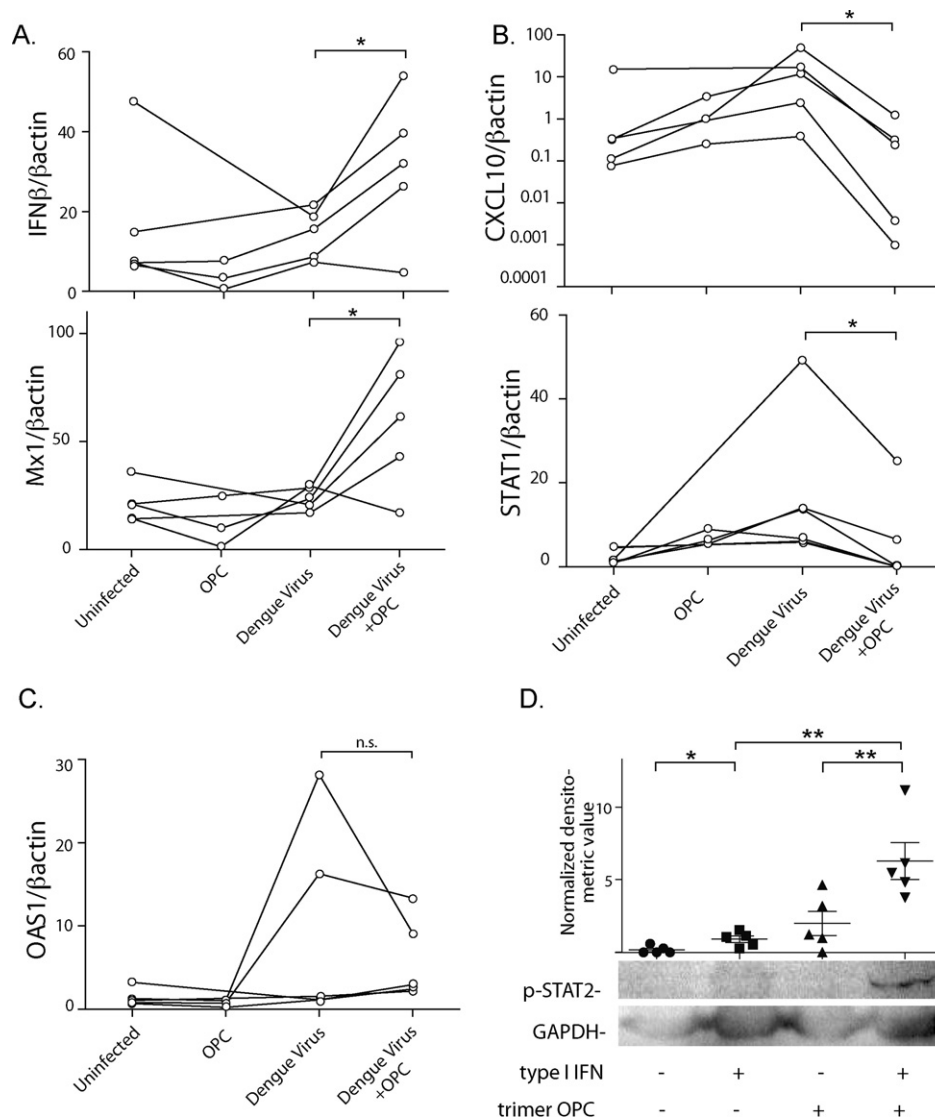 A.
*
60
40
20
0
IFNβ/βactin
*
100
50
0
Mx1/βactin
Uninfected
OPC
Dengue Virus
Dengue Virus
+OPC
B.
*
100
10
1
0.1
0.01
0.001
0.0001
CXCL10/βactin
*
60
40
20
0
STAT1/βactin
Uninfected
OPC
Dengue Virus
Dengue Virus
+OPC
C.
n.s.
30
20
10
0
OAS1/βactin
Uninfected
OPC
Dengue Virus
Dengue Virus
+OPC
D.
**
*
**
10
5
Normalized densito-
metric value
p-STAT2-
GAPDH-
type I IFN - + - +
trimer OPC - - + +